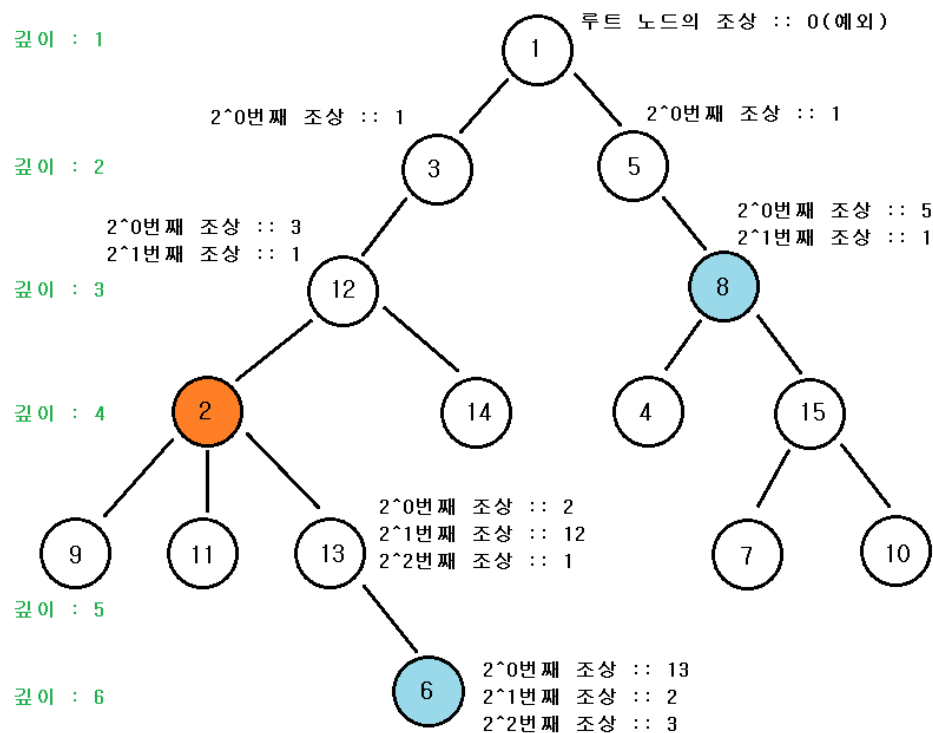 루트 노드의 조상 :: 0(예외)
깊이 : 1
1
2^0번째 조상 :: 1
2^0번째 조상 :: 1
깊이 : 2
3
5
2^0번째 조상 :: 3
2^1번째 조상 :: 1
2^0번째 조상 :: 5
2^1번째 조상 :: 1
깊이 : 3
12
8
깊이 : 4
2
14
4
15
2^0번째 조상 :: 2
2^1번째 조상 :: 12
2^2번째 조상 :: 1
9
11
13
7
10
깊이 : 5
깊이 : 6
6
2^0번째 조상 :: 13
2^1번째 조상 :: 2
2^2번째 조상 :: 3